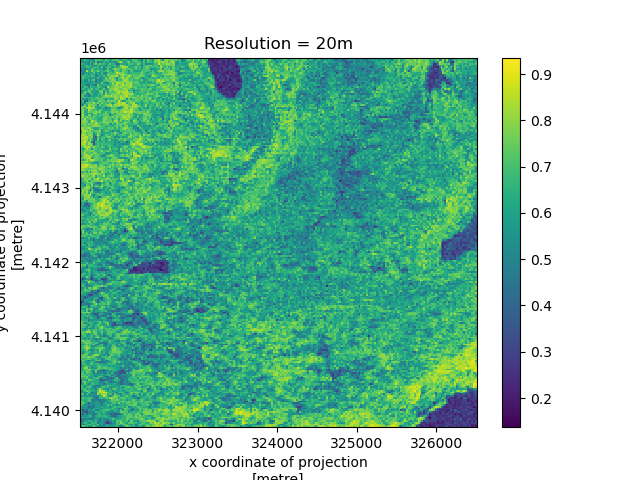 Resolution = 20m
1e6
4.144
4.143
4.142
4.141
4.140
y coordinate of projection
[metre]
322000 323000 324000 325000 326000
x coordinate of projection
[metre]
0.9
0.8
0.7
0.6
0.5
0.4
0.3
0.2